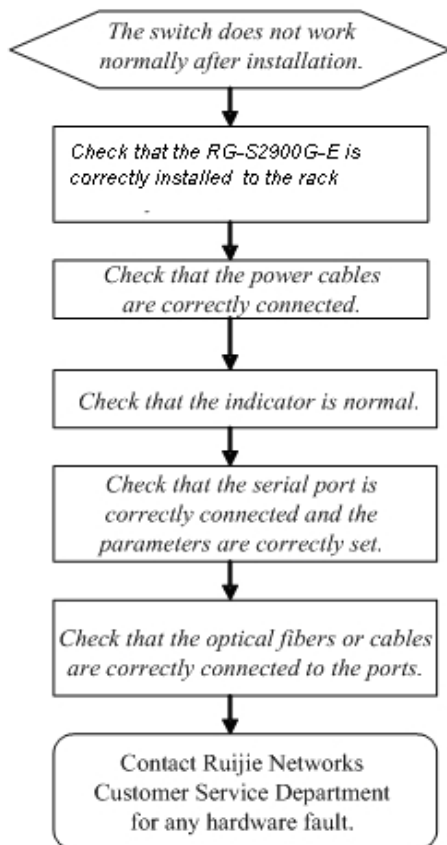 The switch does not work
normally after installation.
Check that the RG-S2900G-E is
correctly installed to the rack
Check that the power cables
are correctly connected.
Check that the indicator is normal.
Check that the serial port is
correctly connected and the
parameters are correctly set.
Check that the optical fibers or cables
are correctly connected to the ports.
Contact Ruijie Networks
Customer Service Department
for any hardware fault.